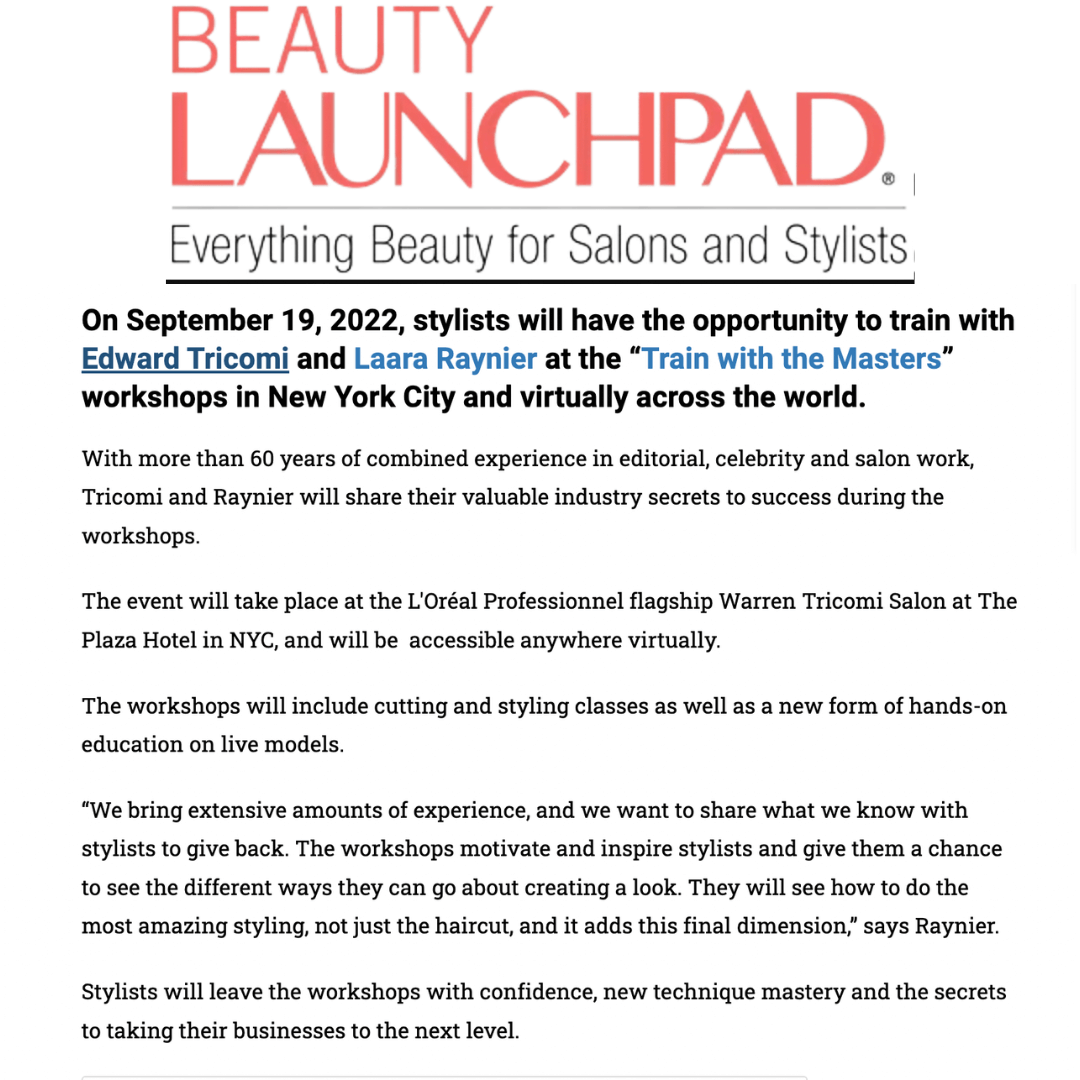 BEAUTY
LAUNCHPAD®
Everything Beauty for Salons and Stylists
On September 19, 2022, stylists will have the opportunity to train with
Edward Tricomi and Laara Raynier at the “Train with the Masters”
workshops in New York City and virtually across the world.
With more than 60 years of combined experience in editorial, celebrity and salon work,
Tricomi and Raynier will share their valuable industry secrets to success during the
workshops.
The event will take place at the L'Oréal Professionnel flagship Warren Tricomi Salon at The
Plaza Hotel in NYC, and will be  accessible anywhere virtually.
The workshops will include cutting and styling classes as well as a new form of hands-on
education on live models.
“We bring extensive amounts of experience, and we want to share what we know with
stylists to give back. The workshops motivate and inspire stylists and give them a chance
to see the different ways they can go about creating a look. They will see how to do the
most amazing styling, not just the haircut, and it adds this final dimension,” says Raynier.
Stylists will leave the workshops with confidence, new technique mastery and the secrets
to taking their businesses to the next level.